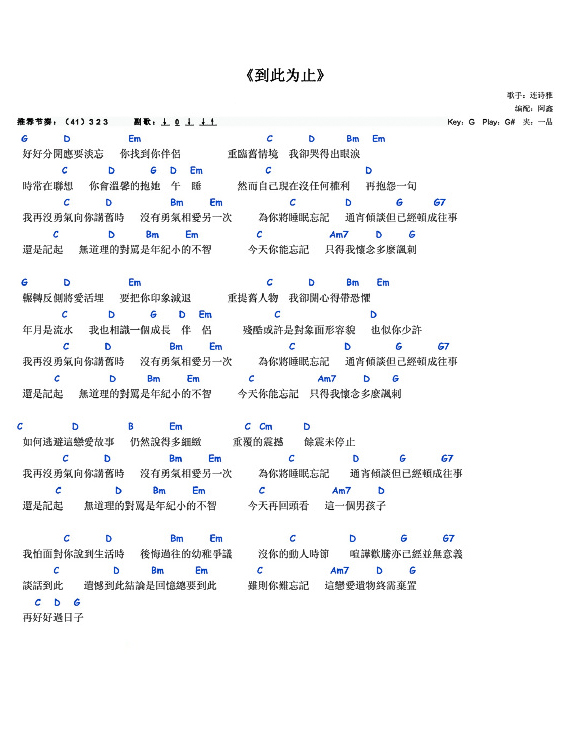 《到此为止》
歌手：连诗雅
编配：阿鑫
推荐节奏：（41）3 2 3 副歌：↓ 0 ↓ ↓↑ Key：G Play：G# 夹：一品
G D Em C D Bm Em
好好分開應要淡忘 你找到你伴侶 重臨舊情境 我卻哭得出眼淚
C D G D Em C D
時常在聯想 你會溫馨的抱她 午 睡 然而自己現在沒任何權利 再抱怨一句
C D Bm Em C D G G7
我再沒勇氣向你講舊時 沒有勇氣相愛另一次 為你將睡眠忘記 通宵傾談但已經頓成往事
C D Bm Em C Am7 D G
還是記起 無道理的對罵是年紀小的不智 今天你能忘記 只得我懷念多麼諷刺
G D Em C D Bm Em
輾轉反側將愛活埋 要把你印象減退 重提舊人物 我卻關心得帶恐懼
C D G D Em C D
年月是流水 我也相識一個成長 伴 侶 殘酷或許是對象面形容貌 也似你少許
C D Bm Em C D G G7
我再沒勇氣向你講舊時 沒有勇氣相愛另一次 為你將睡眠忘記 通宵傾談但已經頓成往事
C D Bm Em C Am7 D G
還是記起 無道理的對罵是年紀小的不智 今天你能忘記 只得我懷念多麼諷刺
C D B Em C Cm D
如何逃避這戀愛故事 仍然說得多細緻 重覆的震撼 餘震未停止
C D Bm Em C D G G7
我再沒勇氣向你講舊時 沒有勇氣相愛另一次 為你將睡眠忘記 通宵傾談但已經頓成往事
C D Bm Em C Am7 D
還是記起 無道理的對罵是年紀小的不智 今天再回頭看 這一個男孩子
C D Bm Em C D G G7
我怕面對你說到生活時 後悔過往的幼稚爭議 沒你的動人時節 喧譁歡騰亦已經並無意義
C D Bm Em C Am7 D G
談話到此 遺憾到此結論是回憶總要到此 雖則你難忘記 這戀愛遺物終需棄置
C D G
再好好過日子